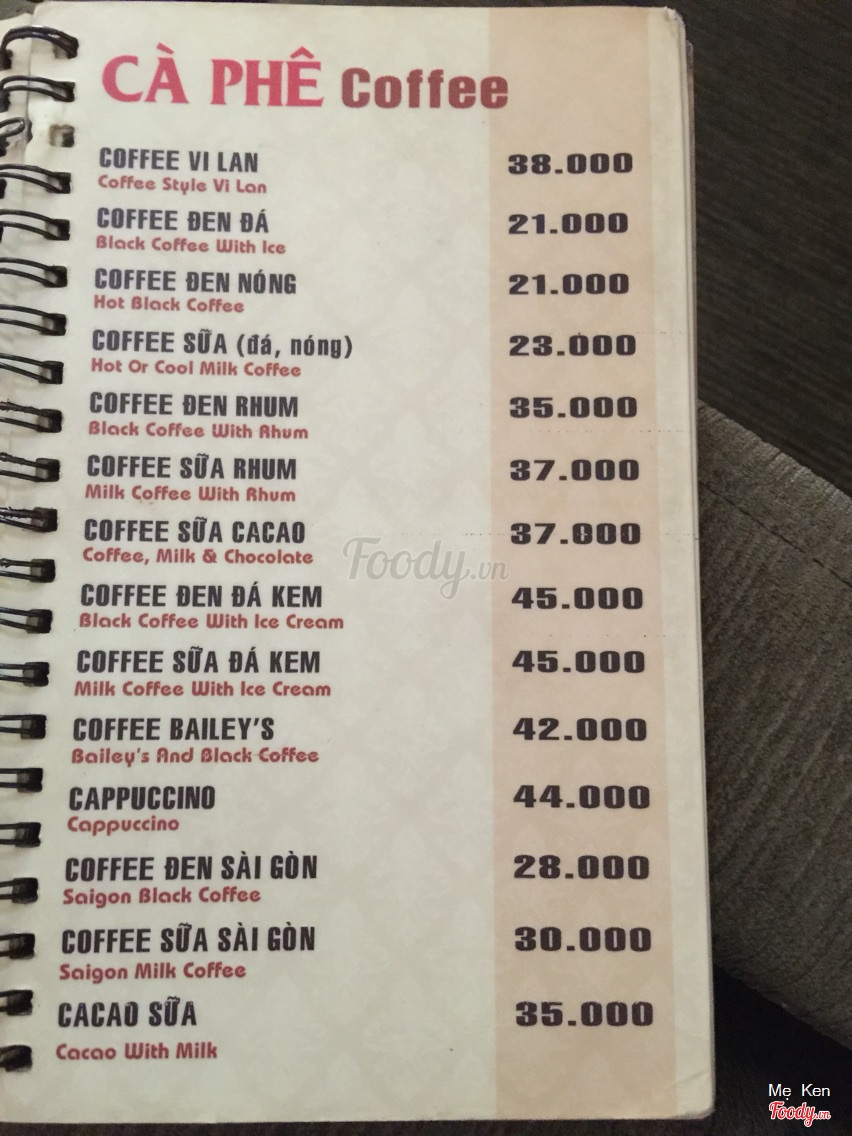 CÀ PHÊ Coffee
COFFEE VI LAN 38.000
Coffee Style Vi Lan
COFFEE ĐEN ĐÁ 21.000
Black Coffee With Ice
COFFEE ĐEN NÓNG 21.000
Hot Black Coffee
COFFEE SỮA (đá, nóng) 23.000
Hot Or Cool Milk Coffee
COFFEE ĐEN RHUM 35.000
Black Coffee With Rhum
COFFEE SỮA RHUM 37.000
Milk Coffee With Rhum
COFFEE SỮA CACAO 37.000
Coffee, Milk & Chocolate
Foody.vn
COFFEE ĐEN ĐÁ KEM 45.000
Black Coffee With Ice Cream
COFFEE SỮA ĐÁ KEM 45.000
Milk Coffee With Ice Cream
COFFEE BAILEY'S 42.000
Bailey's And Black Coffee
CAPPUCCINO 44.000
Cappuccino
COFFEE ĐEN SÀI GÒN 28.000
Saigon Black Coffee
COFFEE SỮA SÀI GÒN 30.000
Saigon Milk Coffee
CACAO SỮA 35.000
Cacao With Milk
Mẹ Ken
Foody.vn